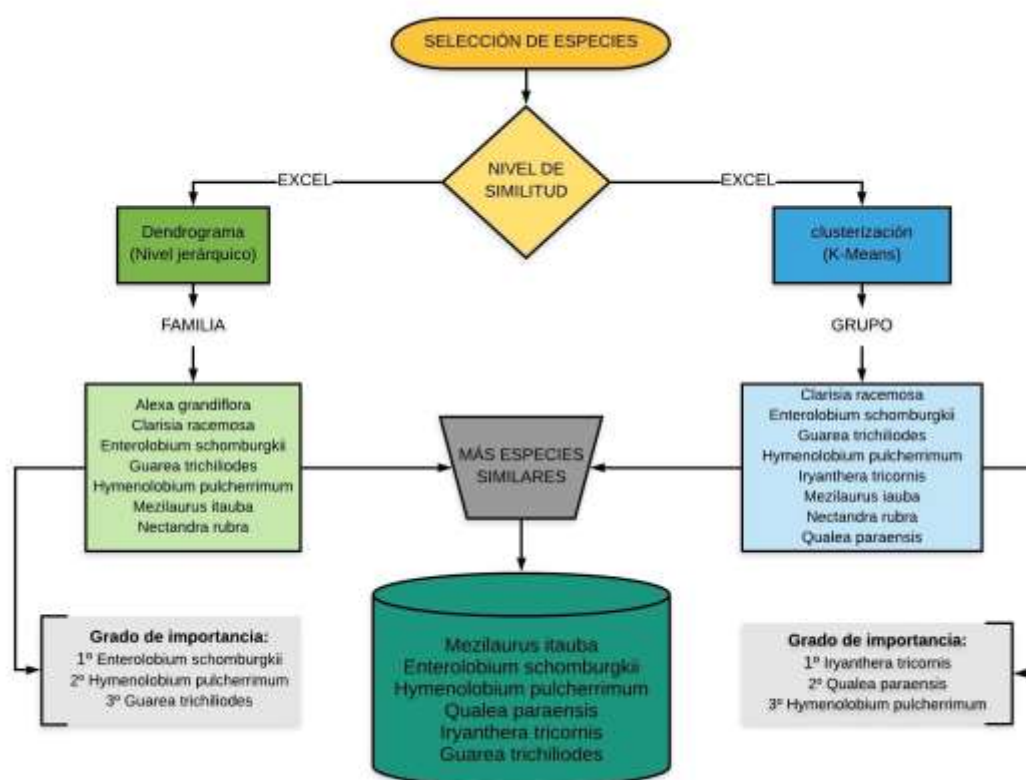 SELECCIÓN DE ESPECIES
NIVEL DE
SIMILITUD
EXCEL
EXCEL
Dendrograma
(Nivel jerárquico)
clusterización
(K-Means)
FAMILIA
GRUPO
Alexa grandiflora
Clarisia racemosa
Enterolobium schomburgkii
Guarea trichiliodes
Hymenolobium pulcherrimum
Mezilaurus itauba
Nectandra rubra
MÁS ESPECIES
SIMILARES
Clarisia racemosa
Enterolobium schomburgkii
Guarea trichiliodes
Hymenolobium pulcherrimum
Iryanthera tricornis
Mezilaurus iauba
Nectandra rubra
Qualea paraensis
Grado de importancia:
1º Enterolobium schomburgkii
2º Hymenolobium pulcherrimum
3º Guarea trichiliodes
Mezilaurus itauba
Enterolobium schomburgkii
Hymenolobium pulcherrimum
Qualea paraensis
Iryanthera tricornis
Guarea trichiliodes
Grado de importancia:
1º Iryanthera tricornis
2º Qualea paraensis
3º Hymenolobium pulcherrimum